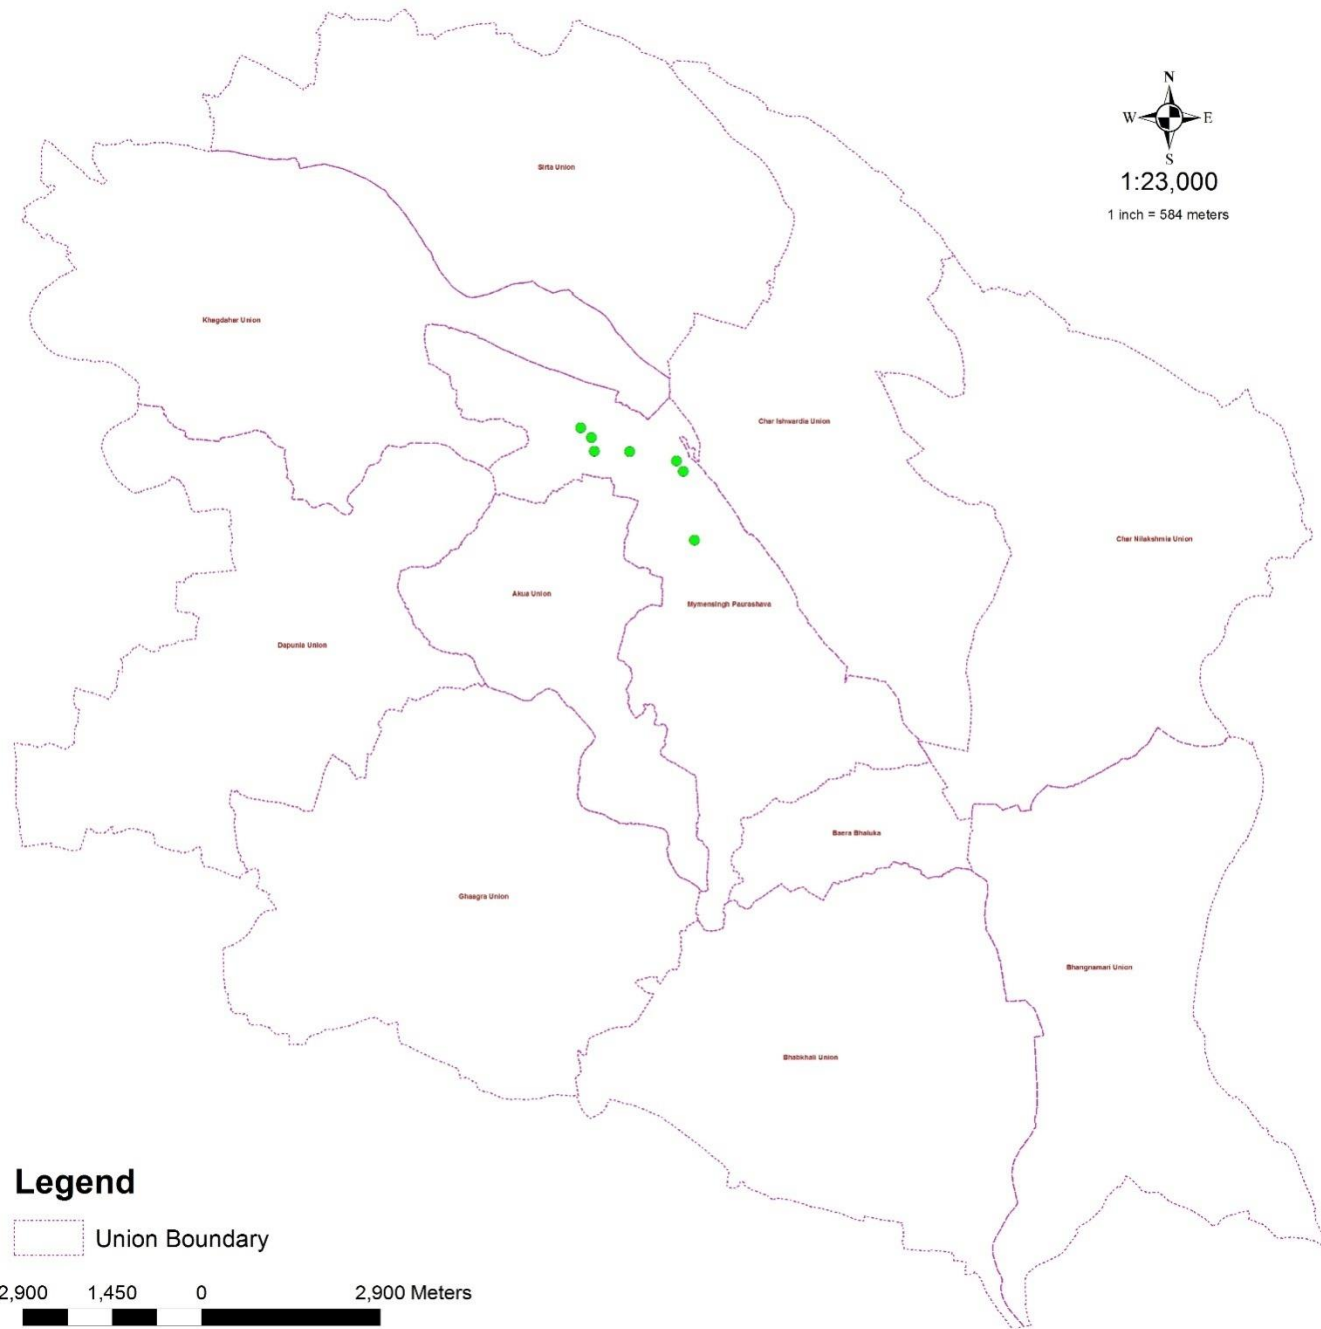 N
W E
S
1:23,000
1 inch = 584 meters
Sirta Union
Khagdahar Union
Char Ishwardia Union
Char Nilakshmia Union
Akua Union
Mymensingh Paurashava
Dapunia Union
Baera Bhaluka
Ghaagra Union
Bhangnamari Union
Bhabkhali Union
Legend
Union Boundary
2,900 1,450 0 2,900 Meters